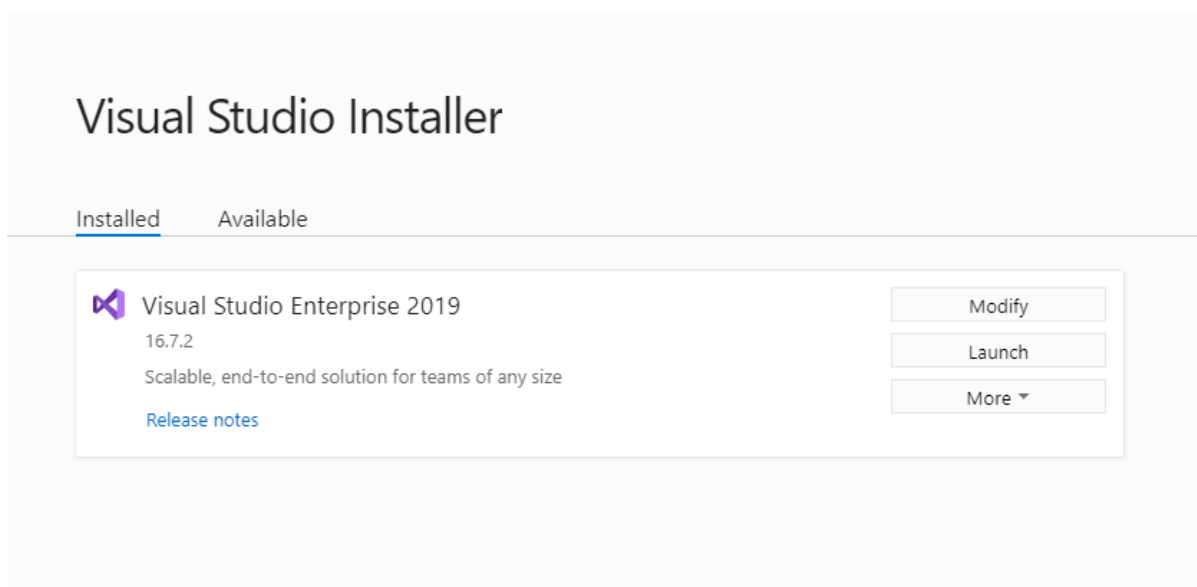 Visual Studio Installer
Installed Available
Visual Studio Enterprise 2019
16.7.2
Scalable, end-to-end solution for teams of any size
Release notes
Modify
Launch
More